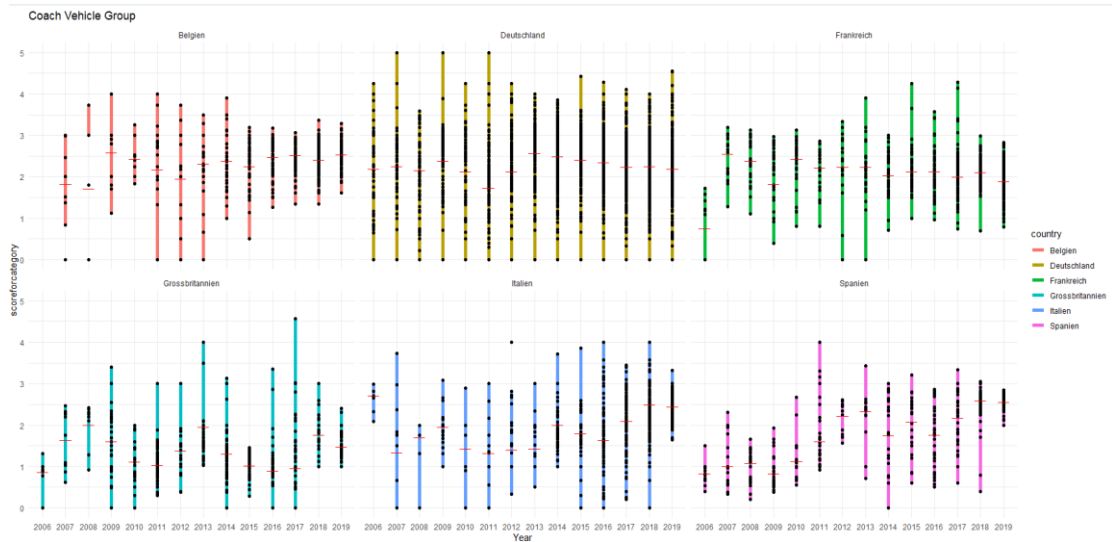 Coach Vehicle Group
Belgien Deutschland Frankreich
5
4
3
2
1
0
scoreforcategory
Grossbritannien Italien Spanien
5
4
3
2
1
0
2006 2007 2008 2009 2010 2011 2012 2013 2014 2015 2016 2017 2018 2019 2006 2007 2008 2009 2010 2011 2012 2013 2014 2015 2016 2017 2018 2019 2006 2007 2008 2009 2010 2011 2012 2013 2014 2015 2016 2017 2018 2019
Year
country
Belgien
Deutschland
Frankreich
Grossbritannien
Italien
Spanien